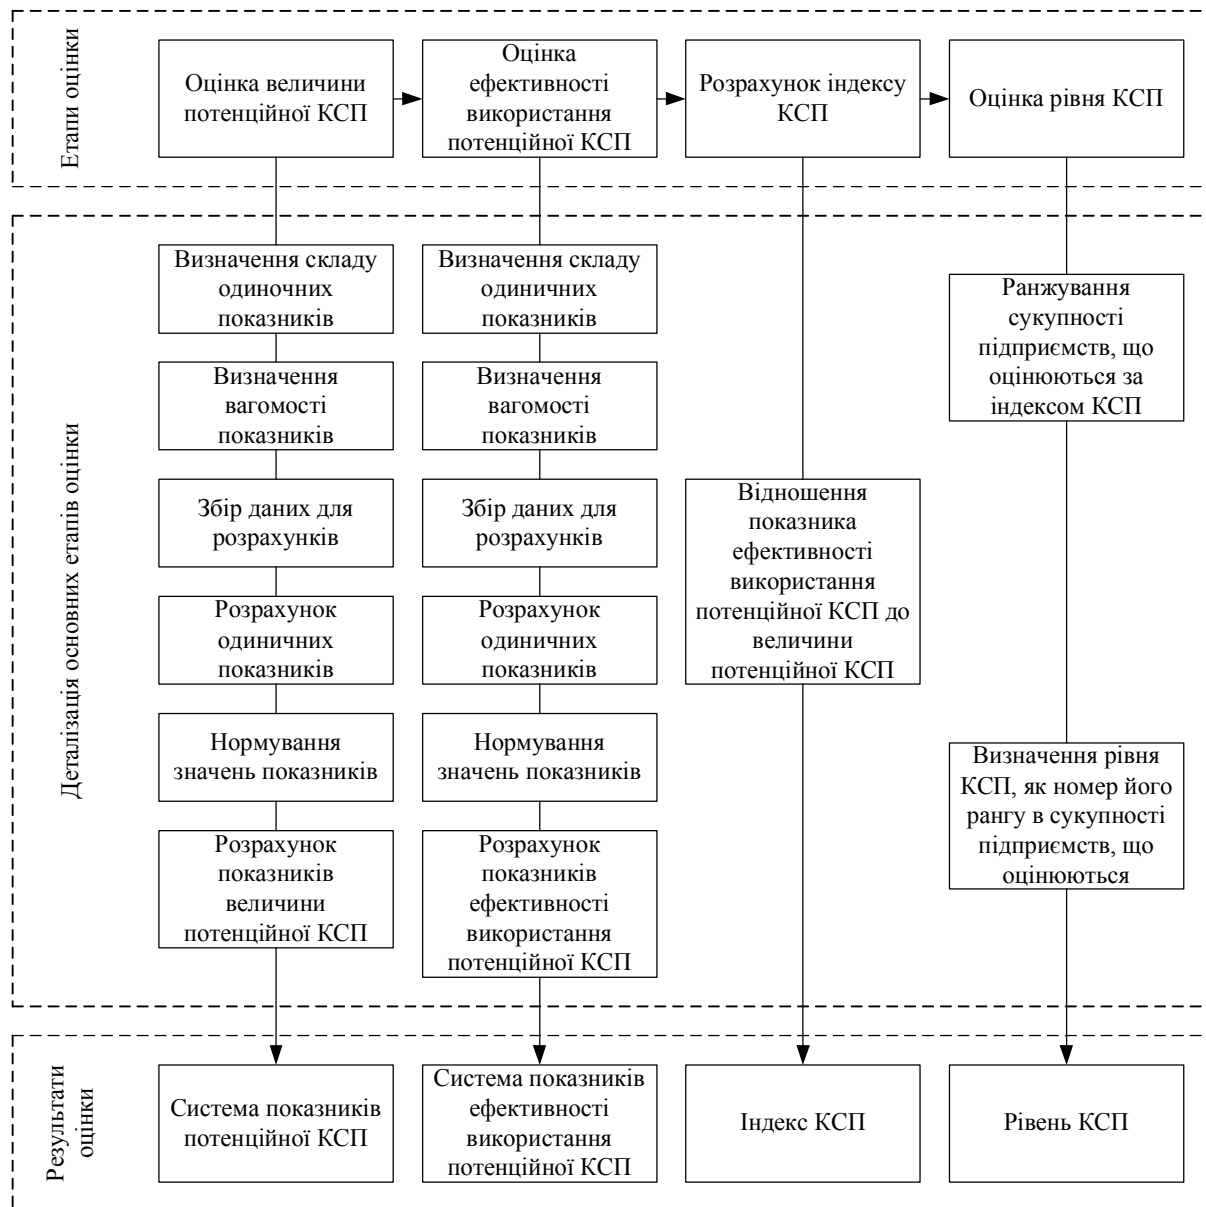 Етапи оцінки
Оцінка величини
потенційної КСП
Оцінка
ефективності
використання
потенційної КСП
Розрахунок індексу
КСП
Оцінка рівня КСП
Деталізація основних етапів оцінки
Визначення складу
одиночних
показників
Визначення
вагомості
показників
Збір даних для
розрахунків
Розрахунок
одиничних
показників
Нормування
значень показників
Розрахунок
показників
величини
потенційної КСП
Визначення складу
одиничних
показників
Визначення
вагомості
показників
Збір даних для
розрахунків
Розрахунок
одиничних
показників
Нормування
значень показників
Розрахунок
показників
ефективності
використання
потенційної КСП
Відношення
показника
ефективності
використання
потенційної КСП до
величини
потенційної КСП
Ранжування
сукупності
підприємств, що
оцінюються за
індексом КСП
Визначення рівня
КСП, як номер його
рангу в сукупності
підприємств, що
оцінюються
Результати
оцінки
Система показників
потенційної КСП
Система показників
ефективності
використання
потенційної КСП
Індекс КСП
Рівень КСП